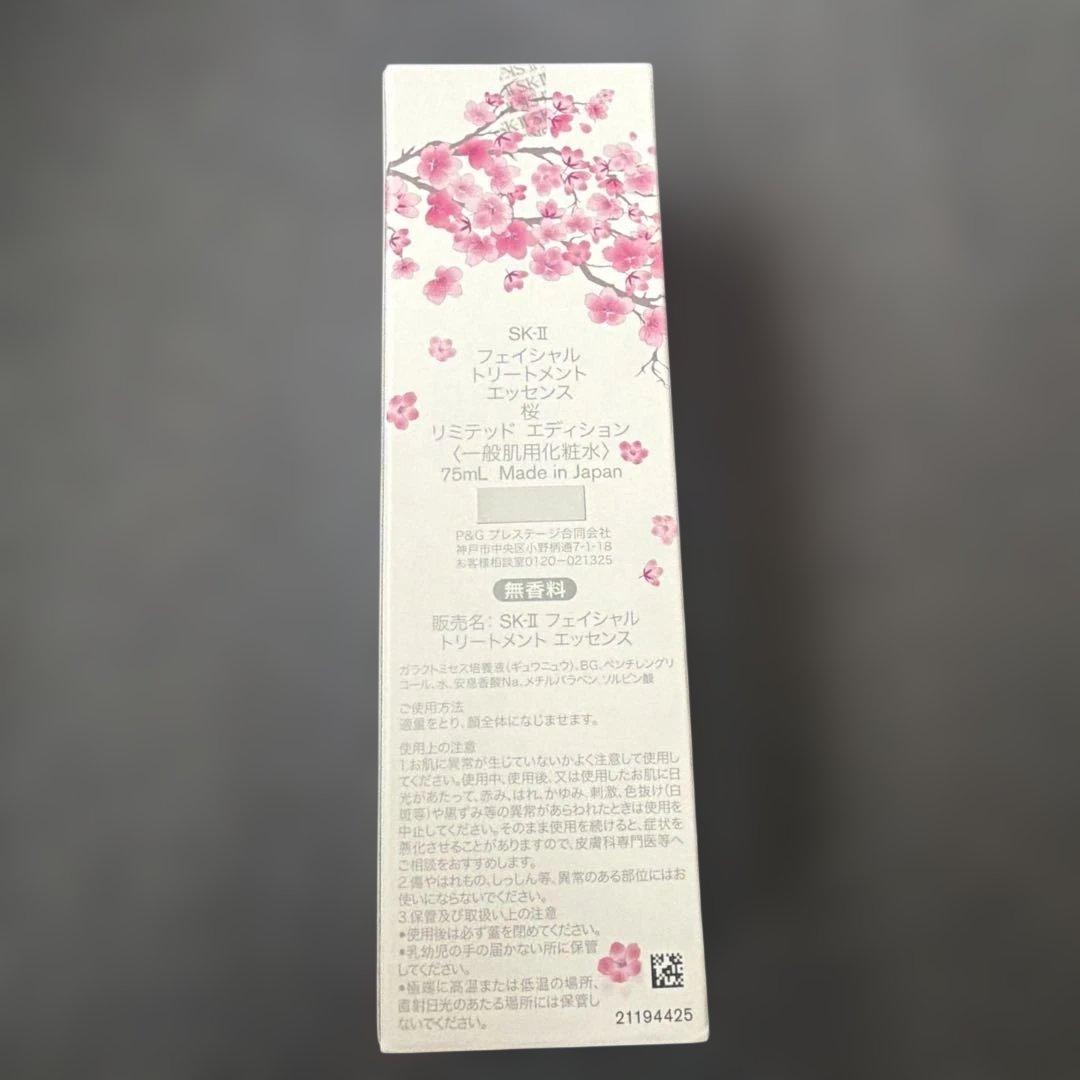 SK-II
フェイシャル
トリートメント
エッセンス
桜
リミテッド エディション
〈一般肌用化粧水〉
75mL Made in Japan
P&G プレステージ合同会社
神戸市中央区小野柄通7-1-18
お客様相談室0120-021325
無香料
販売名: SK-II フェイシャル
トリートメント エッセンス
ガラクトミセス培養液(ギュウニュウ)、BG、ペンチレングリ
コール、水、安息香酸Na、メチルパラベン、ソルビン酸
ご使用方法
適量をとり、顔全体になじませます。
使用上の注意
1.お肌に異常が生じていないかよく注意して使用し
てください。使用中、使用後、又は使用したお肌に日
光があたって、赤み、はれ、かゆみ、刺激、色抜け(白
斑等)や黒ずみ等の異常があらわれたときは使用を
中止してください。そのまま使用を続けると、症状を
悪化させることがありますので、皮膚科専門医等へ
ご相談をおすすめします。
2.傷やはれもの、しっしん等、異常のある部位にはお
使いにならないでください。
3.保管及び取扱い上の注意
•使用後は必ず蓋を閉めてください。
•乳幼児の手の届かない所に保管
してください。
•極端に高温または低温の場所、
直射日光のあたる場所には保管し
ないでください。
21194425